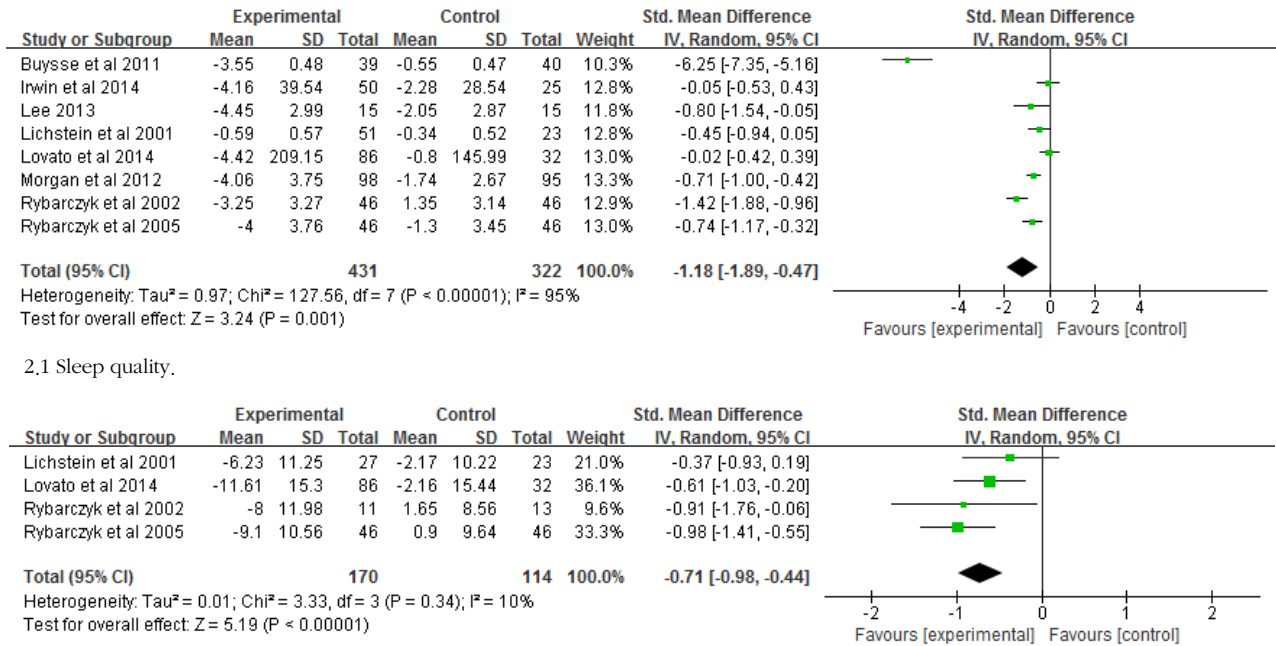 Experimental Control Std. Mean Difference Std. Mean Difference
Study or Subgroup Mean SD Total Mean SD Total Weight IV, Random, 95% CI IV, Random, 95% CI
Buysse et al 2011 -3.55 0.48 39 -0.55 0.47 40 10.3% -6.25 [-7.35, -5.16]
Irwin et al 2014 -4.16 39.54 50 -2.28 28.54 25 12.8% -0.05 [-0.53, 0.43]
Lee 2013 -4.45 2.99 15 -2.05 2.87 15 11.8% -0.80 [-1.54, -0.05]
Lichstein et al 2001 -0.59 0.57 51 -0.34 0.52 23 12.8% -0.45 [-0.94, 0.05]
Lovato et al 2014 -4.42 209.15 86 -0.8 145.99 32 13.0% -0.02 [-0.42, 0.39]
Morgan et al 2012 -4.06 3.75 98 -1.74 2.67 95 13.3% -0.71 [-1.00, -0.42]
Rybarczyk et al 2002 -3.25 3.27 46 1.35 3.14 46 12.9% -1.42 [-1.88, -0.96]
Rybarczyk et al 2005 -4 3.76 46 -1.3 3.45 46 13.0% -0.74 [-1.17, -0.32]
Total (95% CI) 431 322 100.0% -1.18 [-1.89, -0.47]
Heterogeneity: Tau² = 0.97; Chi² = 127.56, df = 7 (P < 0.00001); I² = 95%
Test for overall effect: Z = 3.24 (P = 0.001)
-4 -2 0 2 4
Favours [experimental] Favours [control]
2.1 Sleep quality.
Experimental Control Std. Mean Difference Std. Mean Difference
Study or Subgroup Mean SD Total Mean SD Total Weight IV, Random, 95% CI IV, Random, 95% CI
Lichstein et al 2001 -6.23 11.25 27 -2.17 10.22 23 21.0% -0.37 [-0.93, 0.19]
Lovato et al 2014 -11.61 15.3 86 -2.16 15.44 32 36.1% -0.61 [-1.03, -0.20]
Rybarczyk et al 2002 -8 11.98 11 1.65 8.56 13 9.6% -0.91 [-1.76, -0.06]
Rybarczyk et al 2005 -9.1 10.56 46 0.9 9.64 46 33.3% -0.98 [-1.41, -0.55]
Total (95% CI) 170 114 100.0% -0.71 [-0.98, -0.44]
Heterogeneity: Tau² = 0.01; Chi² = 3.33, df = 3 (P = 0.34); I² = 10%
Test for overall effect: Z = 5.19 (P < 0.00001)
-2 -1 0 1 2
Favours [experimental] Favours [control]